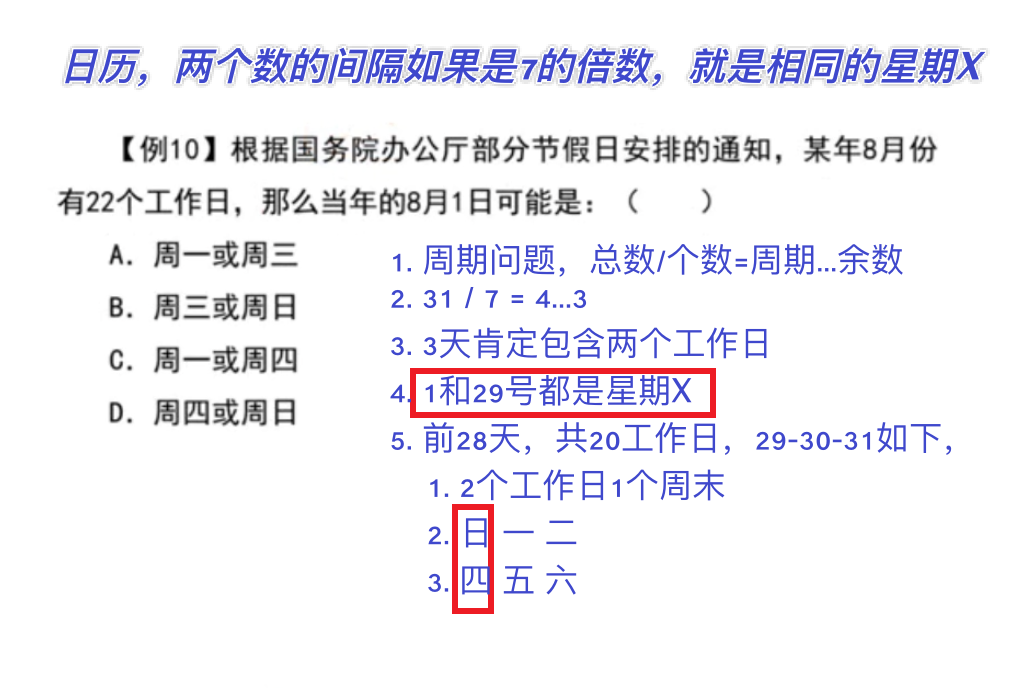 日历，两个数的间隔如果是7的倍数，就是相同的星期X
【例10】根据国务院办公厅部分节假日安排的通知，某年8月份
有22个工作日，那么当年的8月1日可能是：（　　）
A. 周一或周三
B. 周三或周日
C. 周一或周四
D. 周四或周日
1. 周期问题，总数/个数=周期...余数
2. 31 / 7 = 4...3
3. 3天肯定包含两个工作日
4. 1和29号都是星期X
5. 前28天，共20工作日，29-30-31如下，
1. 2个工作日1个周末
2. 日 一 二
3. 四 五 六